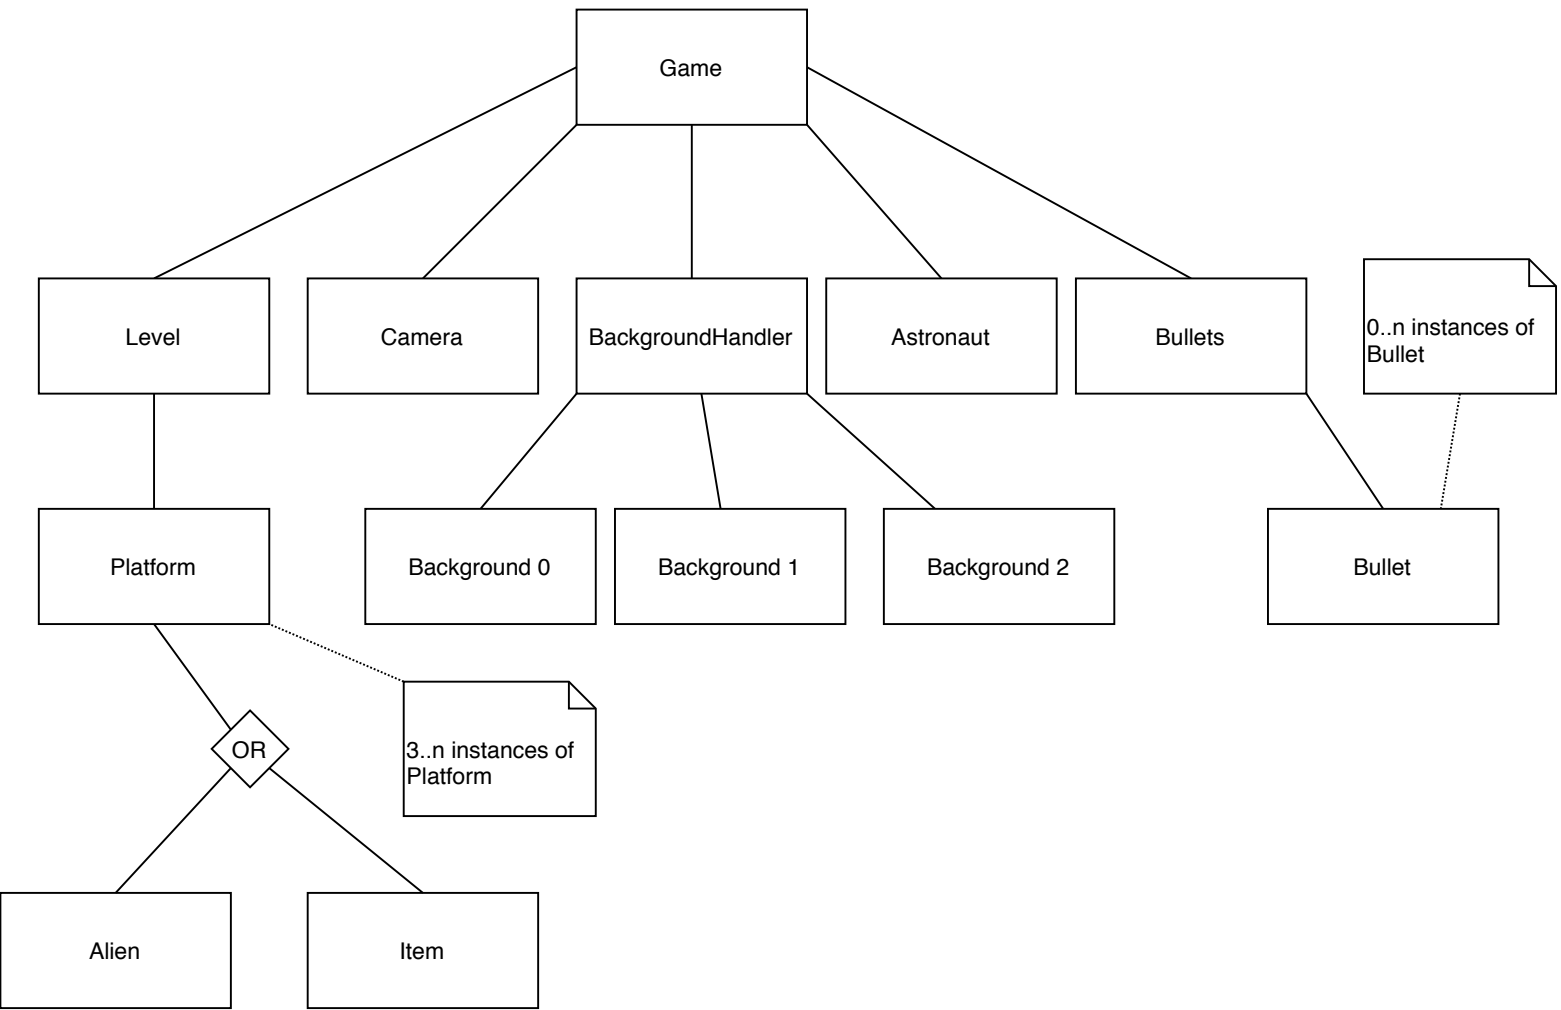 Game
Level
Camera
BackgroundHandler
Astronaut
Bullets
0..n instances of
Bullet
Platform
Background 0
Background 1
Background 2
Bullet
OR
3..n instances of
Platform
Alien
Item